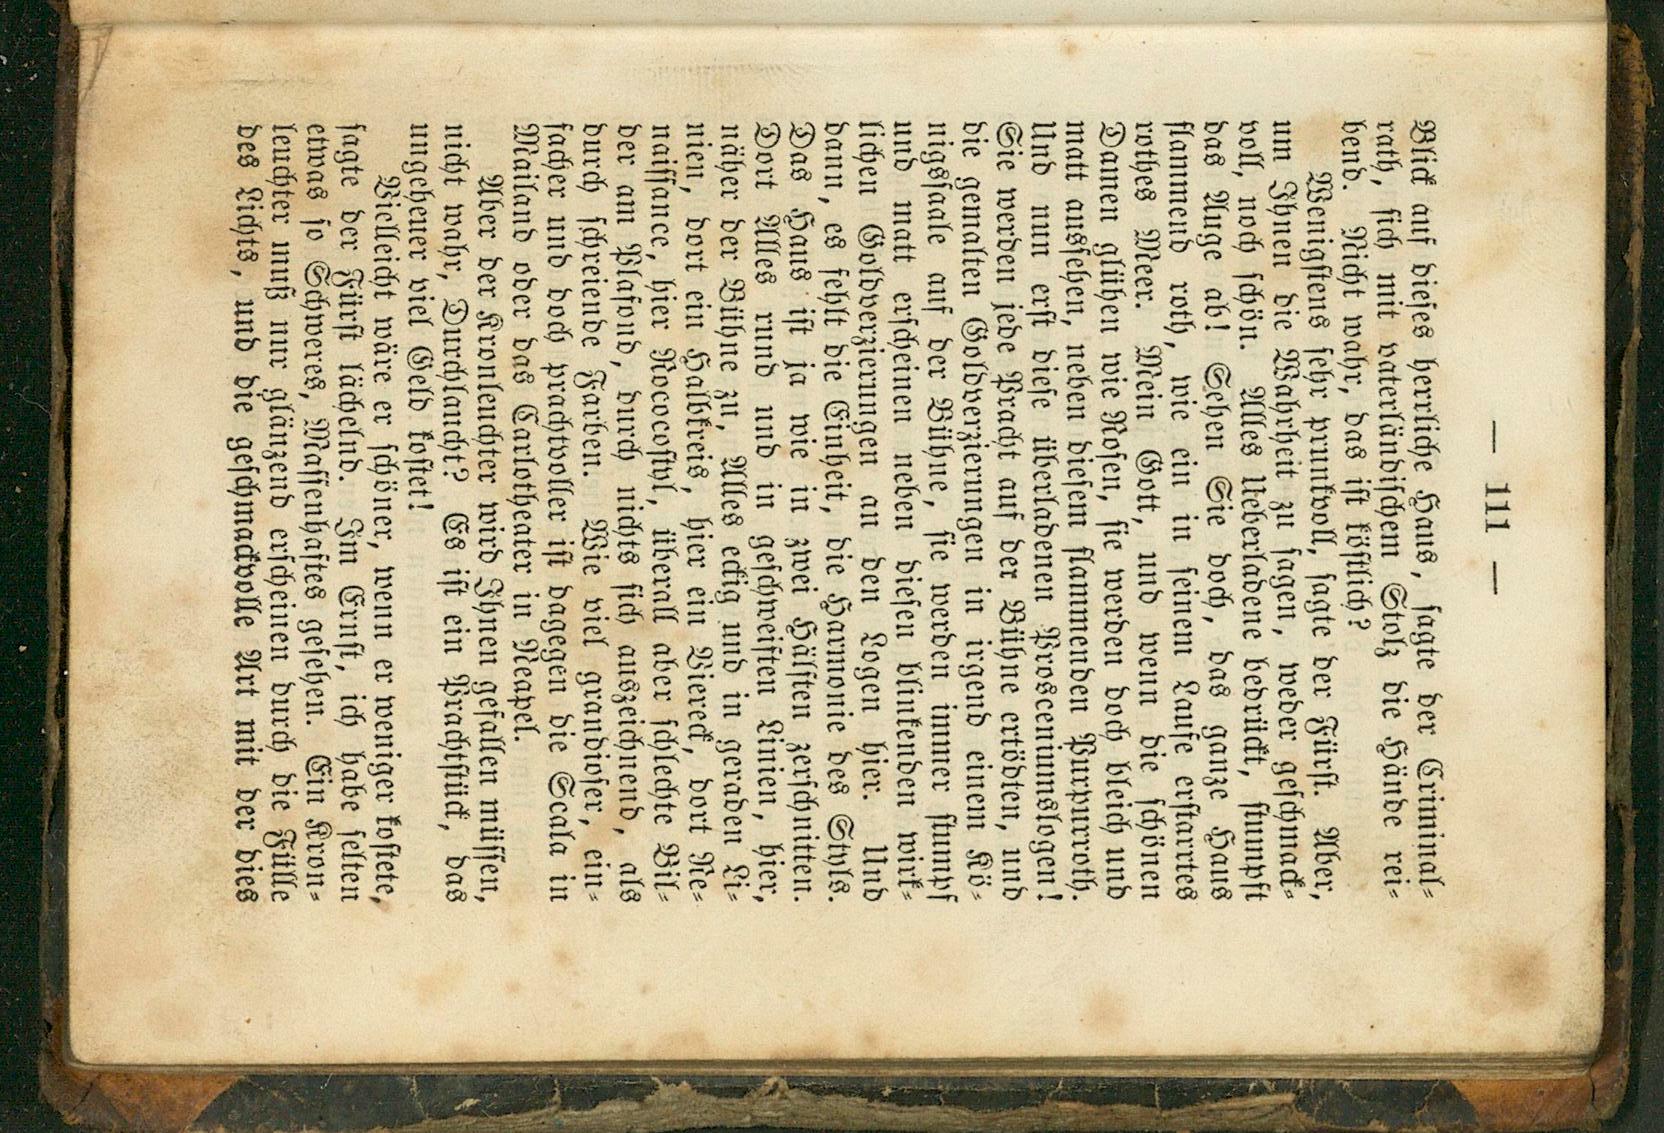 — 111 —
Blick auf dieses herrliche Haus, sagte der Criminal-
rath, sich mit vaterländischem Stolz die Hände rei-
bend. Nicht wahr, das ist köstlich?
Wenigstens sehr prunkvoll, sagte der Fürst. Aber,
um Ihnen die Wahrheit zu sagen, weder geschmack-
voll, noch schön. Alles Ueberladene bedrückt, stumpft
das Auge ab! Sehen Sie doch, das ganze Haus
flammend roth, wie ein in seinem Laufe erstarrtes
rothes Meer. Mein Gott, und wenn die schönen
Damen glühen wie Rosen, sie werden doch bleich und
matt aussehen, neben diesem flammenden Purpurroth.
Und nun erst diese überladenen Prosceniumslogen!
Sie werden jede Pracht auf der Bühne ertödten, und
die gemalten Goldverzierungen in irgend einem Kö-
nigssaale auf der Bühne, sie werden immer stumpf
und matt erscheinen neben diesen blinkenden wirk-
lichen Goldverzierungen an den Logen hier. Und
dann, es fehlt die Einheit, die Harmonie des Styls.
Das Haus ist ja wie in zwei Hälften zerschnitten.
Dort Alles rund und in geschweiften Linien, hier,
näher der Bühne zu, Alles eckig und in geraden Li-
nien, dort ein Halbkreis, hier ein Viereck, dort Re-
naissance, hier Rococostyl, überall aber schlechte Bil-
der am Plafond, durch nichts sich auszeichnend, als
durch schreiende Farben. Wie viel grandioser, ein-
facher und doch prachtvoller ist dagegen die Scala in
Mailand oder das Carlotheater in Neapel.
Aber der Kronleuchter wird Ihnen gefallen müssen,
nicht wahr, Durchlaucht? Es ist ein Prachtstück, das
ungeheuer viel Geld kostet!
Vielleicht wäre er schöner, wenn er weniger kostete,
sagte der Fürst lächelnd. Im Ernst, ich habe selten
etwas so Schweres, Massenhaftes gesehen. Ein Kron-
leuchter muß nur glänzend erscheinen durch die Fülle
des Lichts, und die geschmackvolle Art mit der dies